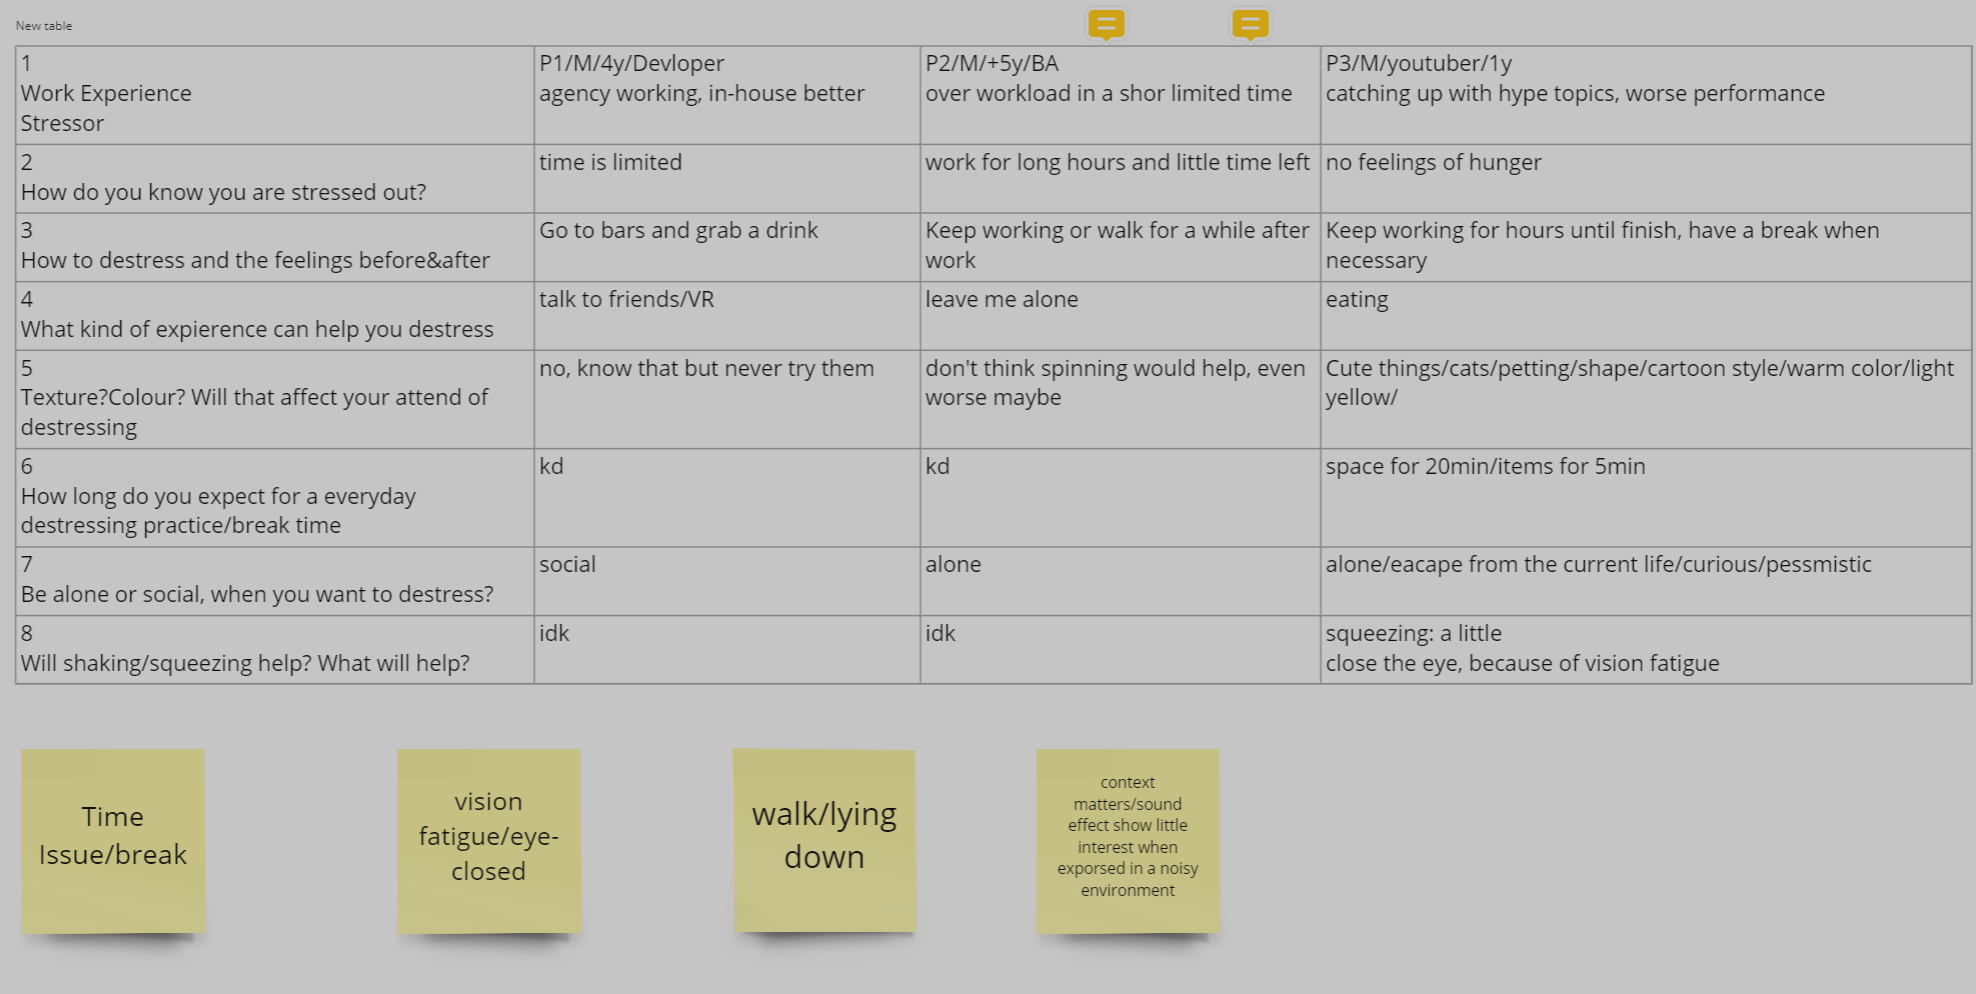 New table
1
Work Experience
Stressor
P1/M/4y/Devloper
agency working, in-house better
P2/M/+5y/BA
over workload in a shor limited time
P3/M/youtuber/1y
catching up with hype topics, worse performance
2
How do you know you are stressed out?
time is limited
work for long hours and little time left
no feelings of hunger
3
How to destress and the feelings before&after
Go to bars and grab a drink
Keep working or walk for a while after
work
Keep working for hours until finish, have a break when
necessary
4
What kind of expierence can help you destress
talk to friends/VR
leave me alone
eating
5
Texture?Colour? Will that affect your attend of
destressing
no, know that but never try them
don't think spinning would help, even
worse maybe
Cute things/cats/petting/shape/cartoon style/warm color/light
yellow/
6
How long do you expect for a everyday
destressing practice/break time
kd
kd
space for 20min/items for 5min
7
Be alone or social, when you want to destress?
social
alone
alone/eacape from the current life/curious/pessmistic
8
Will shaking/squeezing help? What will help?
idk
idk
squeezing: a little
close the eye, because of vision fatigue
Time
Issue/break
vision
fatigue/eye-
closed
walk/lying
down
context
matters/sound
effect show little
interest when
exporsed in a noisy
environment